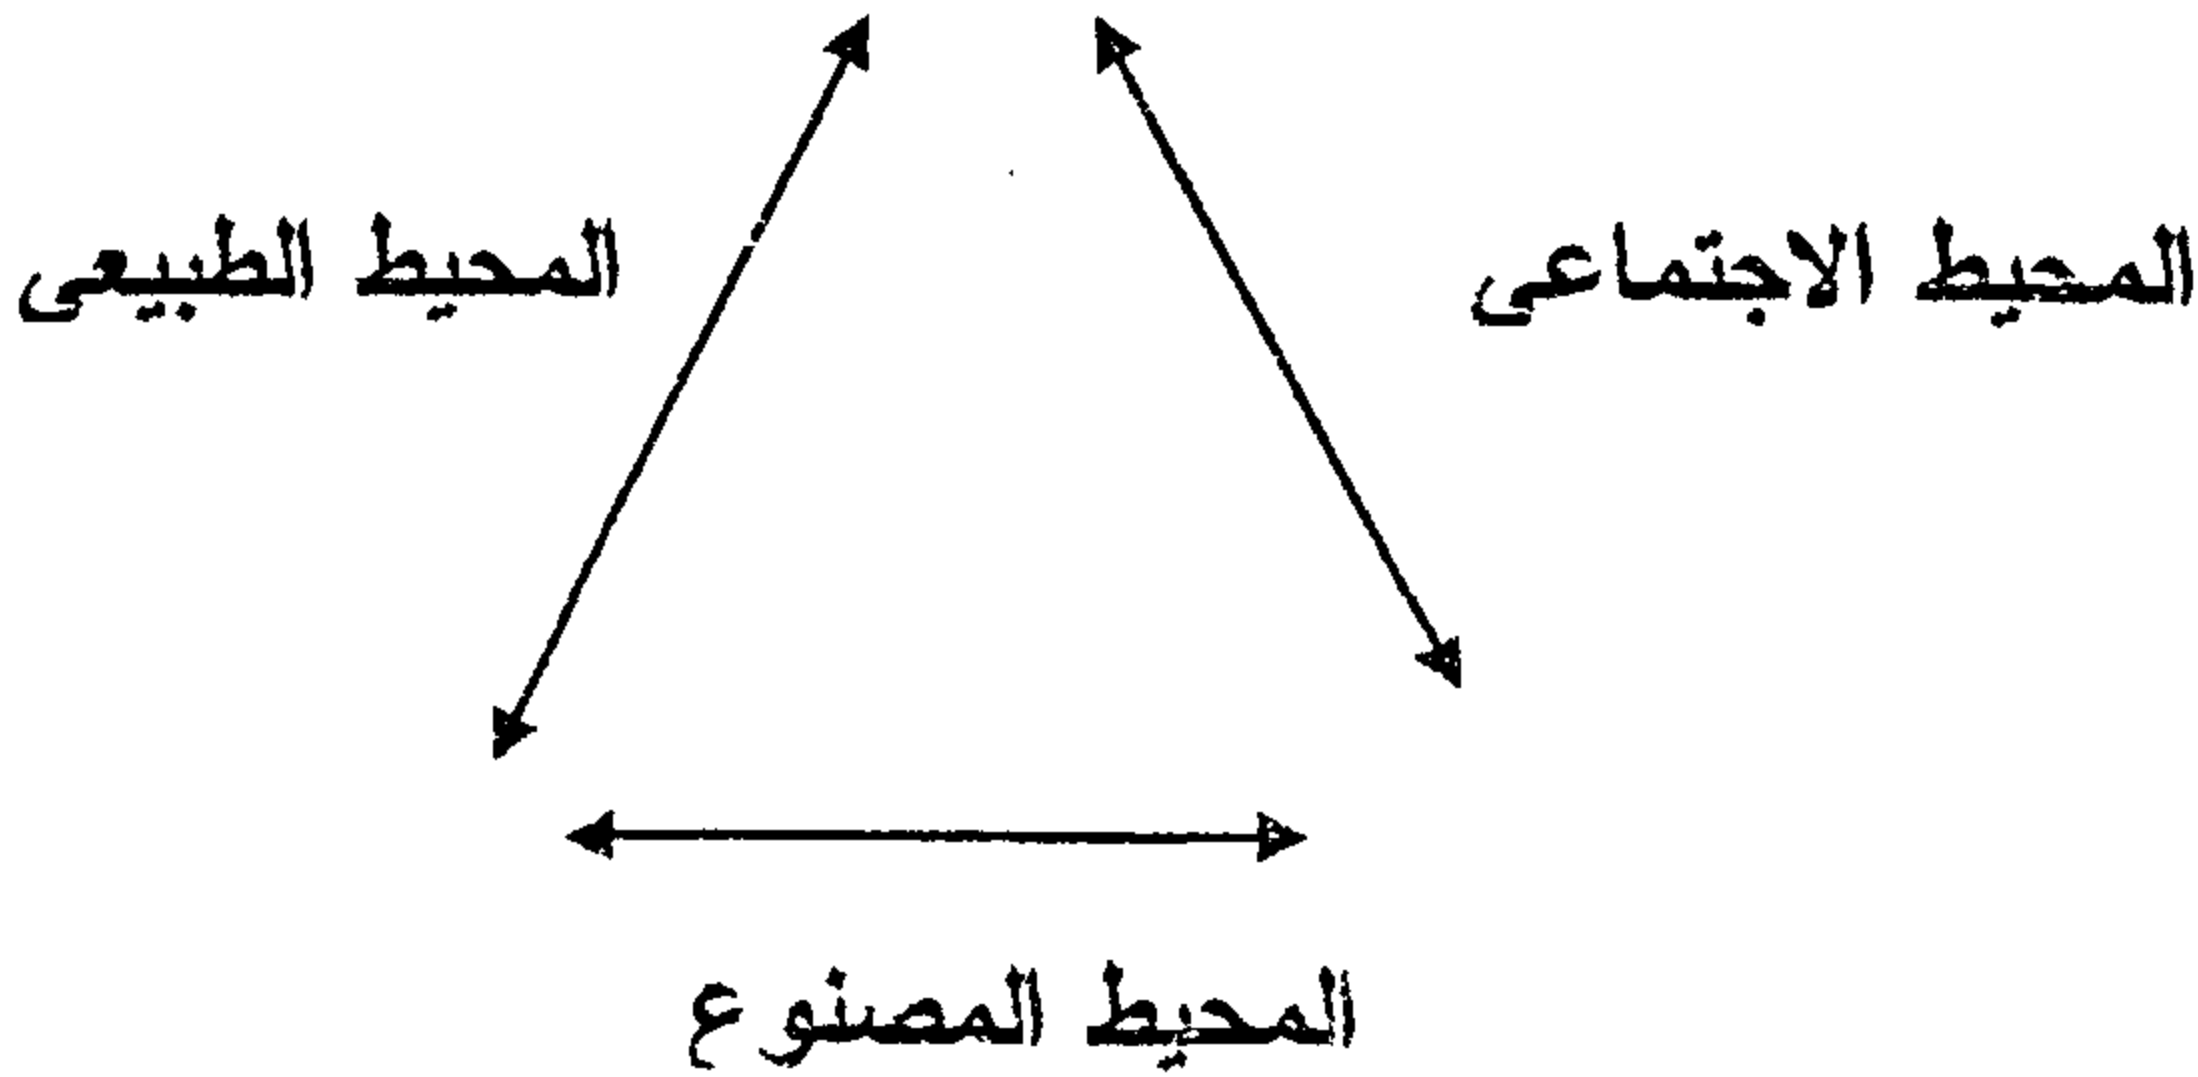 المحيط الاجتماعى
المحيط الطبيعى
المحيط المصنوع